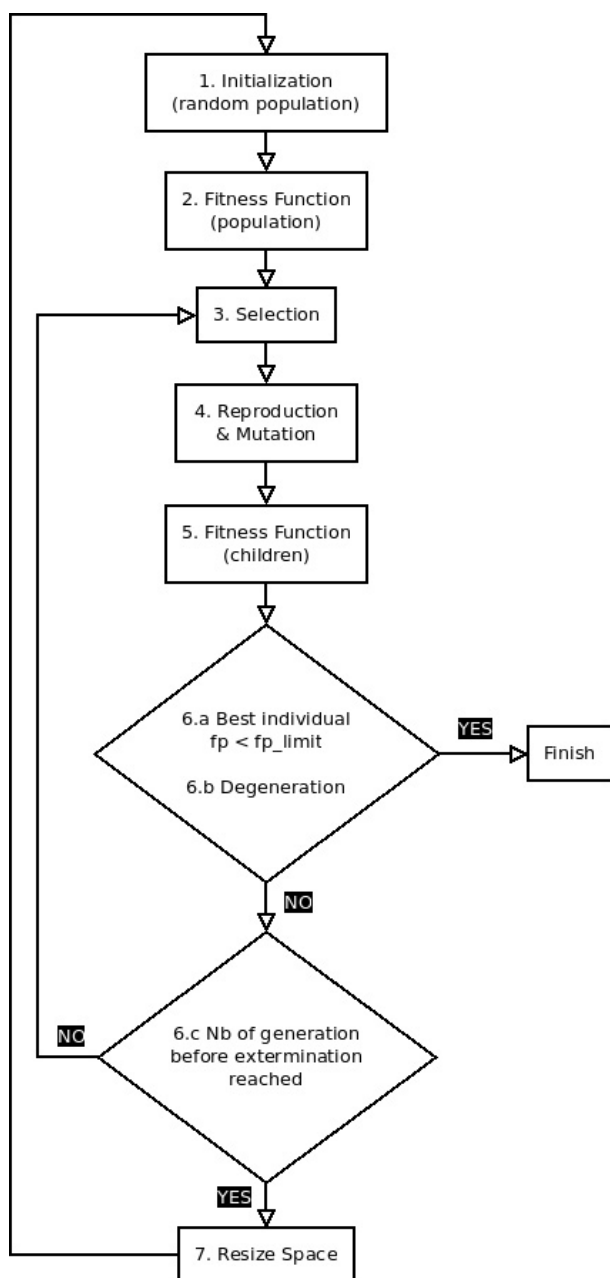 1. Initialization
(random population)
2. Fitness Function
(population)
3. Selection
4. Reproduction
& Mutation
5. Fitness Function
(children)
6.a Best individual
fp < fp_limit
6.b Degeneration
YES
Finish
NO
6.c Nb of generation
before extermination
reached
NO
YES
7. Resize Space